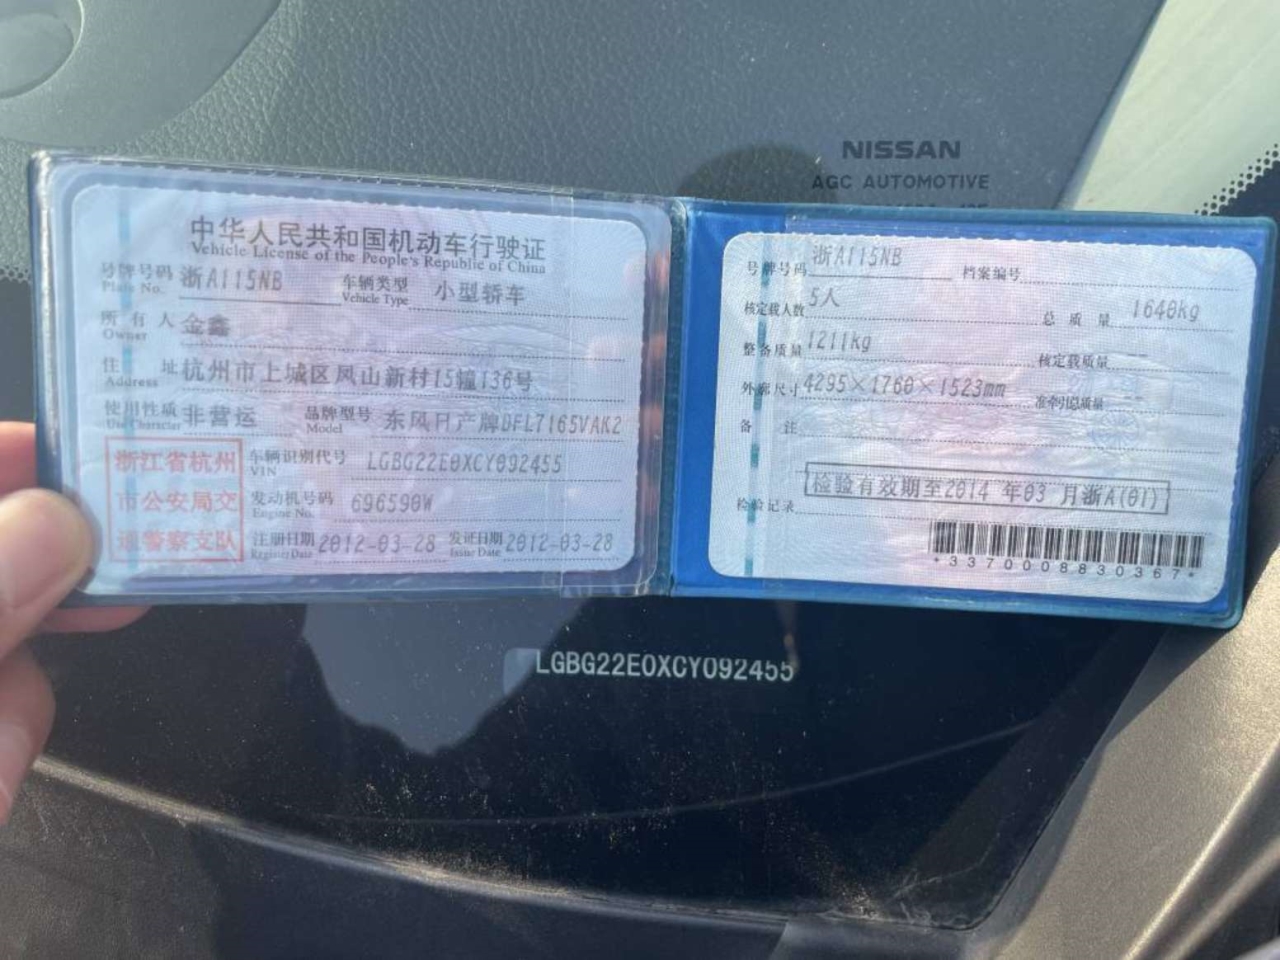 NISSAN
AGC AUTOMOTIVE
中华人民共和国机动车行驶证
Vehicle License of the People's Republic of China
号牌号码 浙A115NB 车辆类型 小型轿车
Plate No. Vehicle Type
所有人 金鑫
Owner
住址 杭州市上城区凤山新村15幢136号
Address
使用性质 非营运 品牌型号 东风日产牌DFL7165VAK2
Use Character Model
浙江省杭州
市公安局交
通警察支队
车辆识别代号 LGBG22E0XCY092455
VIN
发动机号码 696590W
Engine No.
注册日期 2012-03-28 发证日期 2012-03-28
Register Date Issue Date
号牌号码 浙A115NB 档案编号
核定载人数 5人 总质量 1640kg
整备质量 1211kg 核定载质量 --
外廓尺寸 4295×1760×1523mm 准牵引总质量 --
备注
检验有效期至2014 年03 月浙A(01)
检验记录
*3370008830367*
LGBG22E0XCY092455